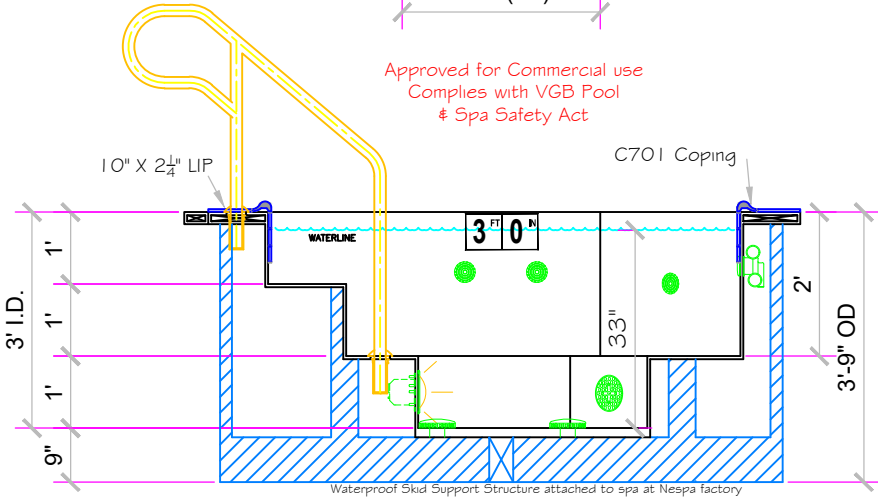 Approved for Commercial use
Complies with VGB Pool
& Spa Safety Act
10" X 2¼" LIP
C701 Coping
WATERLINE
3 FT 0 IN
1'
1'
1'
9"
3' I.D.
33"
2'
3'-9" OD
Waterproof Skid Support Structure attached to spa at Nespa factory